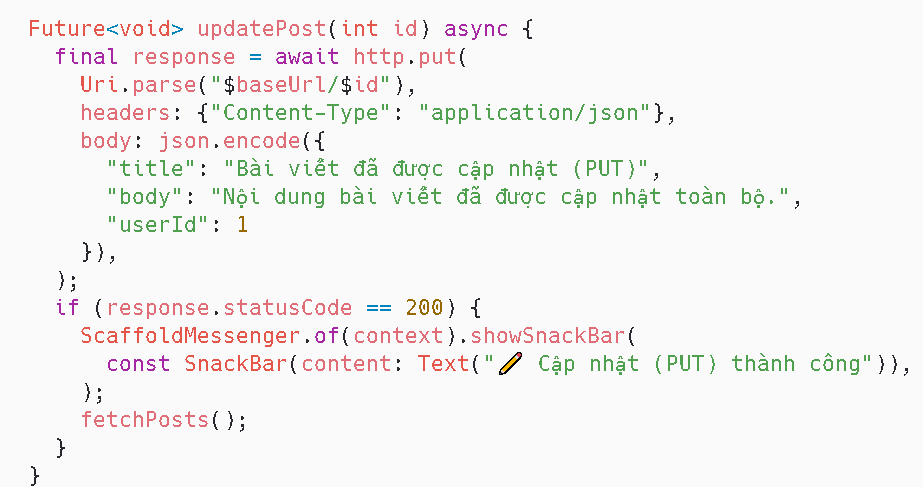 Future<void> updatePost(int id) async {
  final response = await http.put(
    Uri.parse("$baseUrl/$id"),
    headers: {"Content-Type": "application/json"},
    body: json.encode({
      "title": "Bài viết đã được cập nhật (PUT)",
      "body": "Nội dung bài viết đã được cập nhật toàn bộ.",
      "userId": 1
    }),
  );
  if (response.statusCode == 200) {
    ScaffoldMessenger.of(context).showSnackBar(
      const SnackBar(content: Text("✏️ Cập nhật (PUT) thành công")),
    );
    fetchPosts();
  }
}